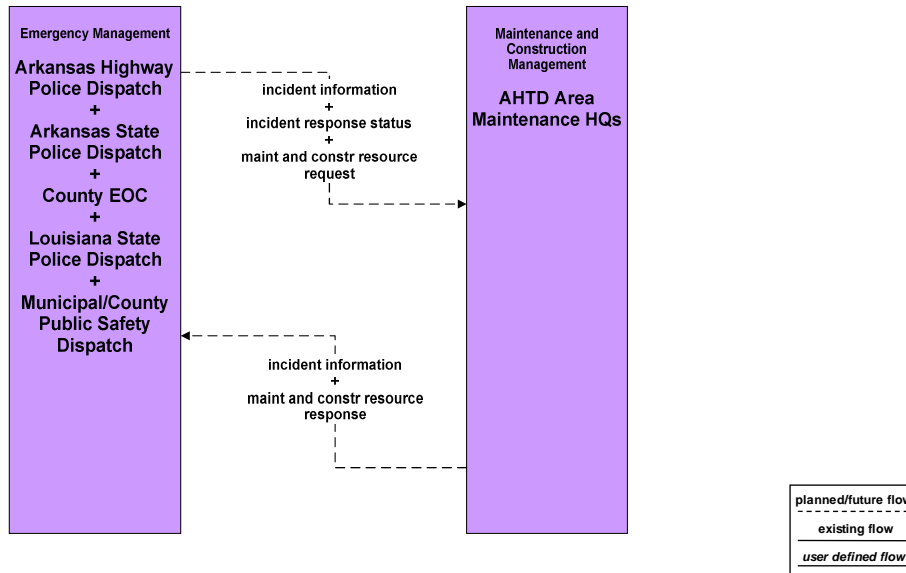 Emergency Management
Arkansas Highway
Police Dispatch
+
Arkansas State
Police Dispatch
+
County EOC
+
Louisiana State
Police Dispatch
+
Municipal/County
Public Safety
Dispatch
incident information
+
incident response status
+
maint and constr resource
request
incident information
+
maint and constr resource
response
Maintenance and
Construction
Management
AHTD Area
Maintenance HQs
planned/future flow
existing flow
user defined flow